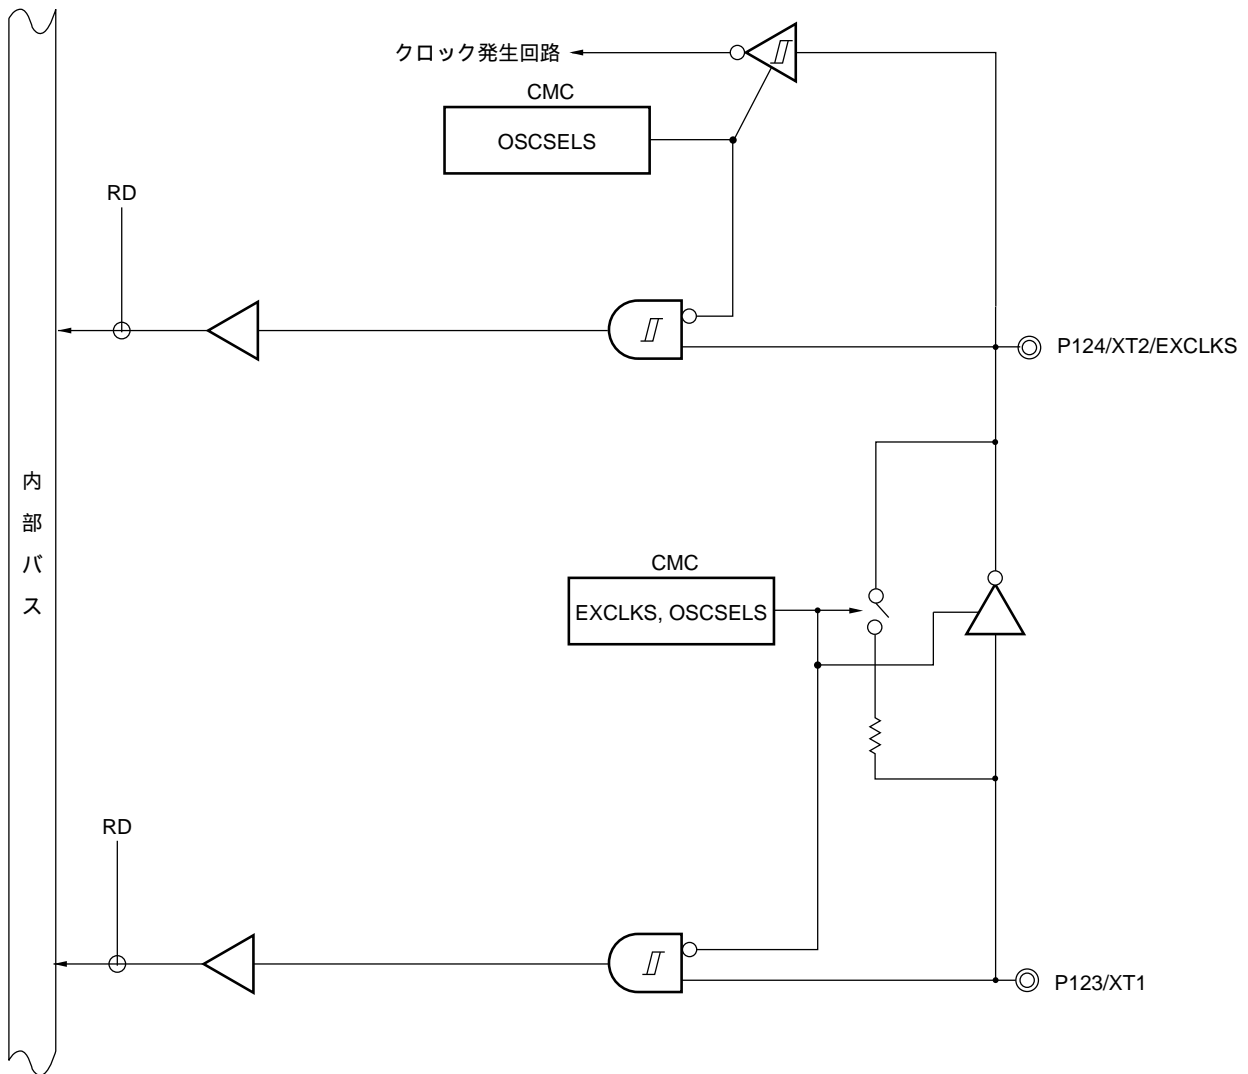 クロック発生回路
CMC
OSCSELS
RD
P124/XT2/EXCLKS
内部バス
CMC
EXCLKS, OSCSELS
RD
P123/XT1